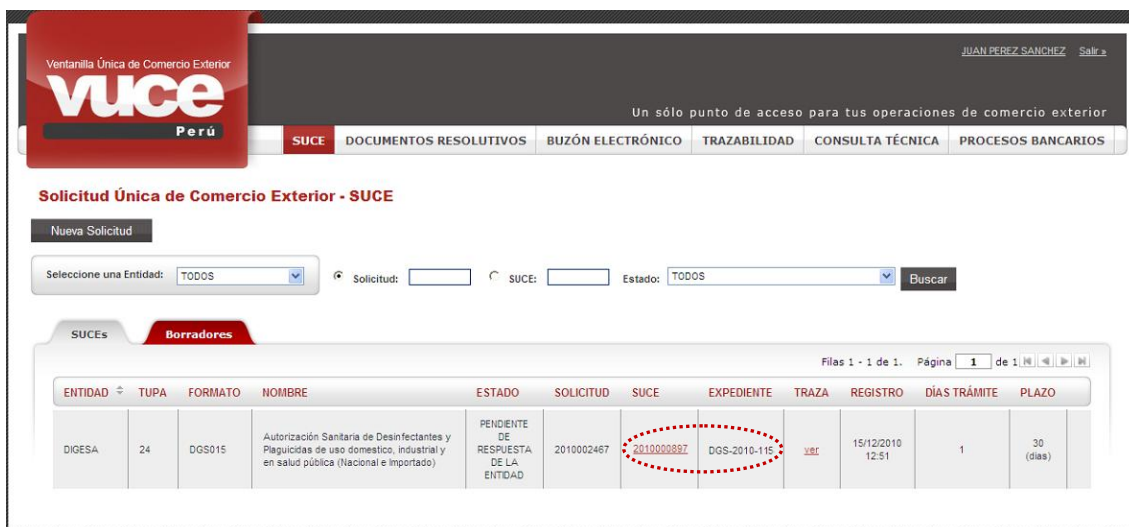 JUAN PEREZ SANCHEZ Salir »
Ventanilla Única de Comercio Exterior
vuce
Perú
Un sólo punto de acceso para tus operaciones de comercio exterior
SUCE DOCUMENTOS RESOLUTIVOS BUZÓN ELECTRÓNICO TRAZABILIDAD CONSULTA TÉCNICA PROCESOS BANCARIOS
Solicitud Única de Comercio Exterior - SUCE
Nueva Solicitud
Seleccione una Entidad: TODOS Solicitud: SUCE: Estado: TODOS Buscar
SUCEs Borradores
Filas 1 - 1 de 1. Página 1 de 1
ENTIDAD TUPA FORMATO NOMBRE ESTADO SOLICITUD SUCE EXPEDIENTE TRAZA REGISTRO DÍAS TRÁMITE PLAZO
DIGESA 24 DGS015
Autorización Sanitaria de Desinfectantes y
Plaguicidas de uso domestico, industrial y
en salud pública (Nacional e Importado)
PENDIENTE
DE
RESPUESTA
DE LA
ENTIDAD
2010002467 2010000897 DGS-2010-115 ver
15/12/2010
12:51
1
30
(dias)